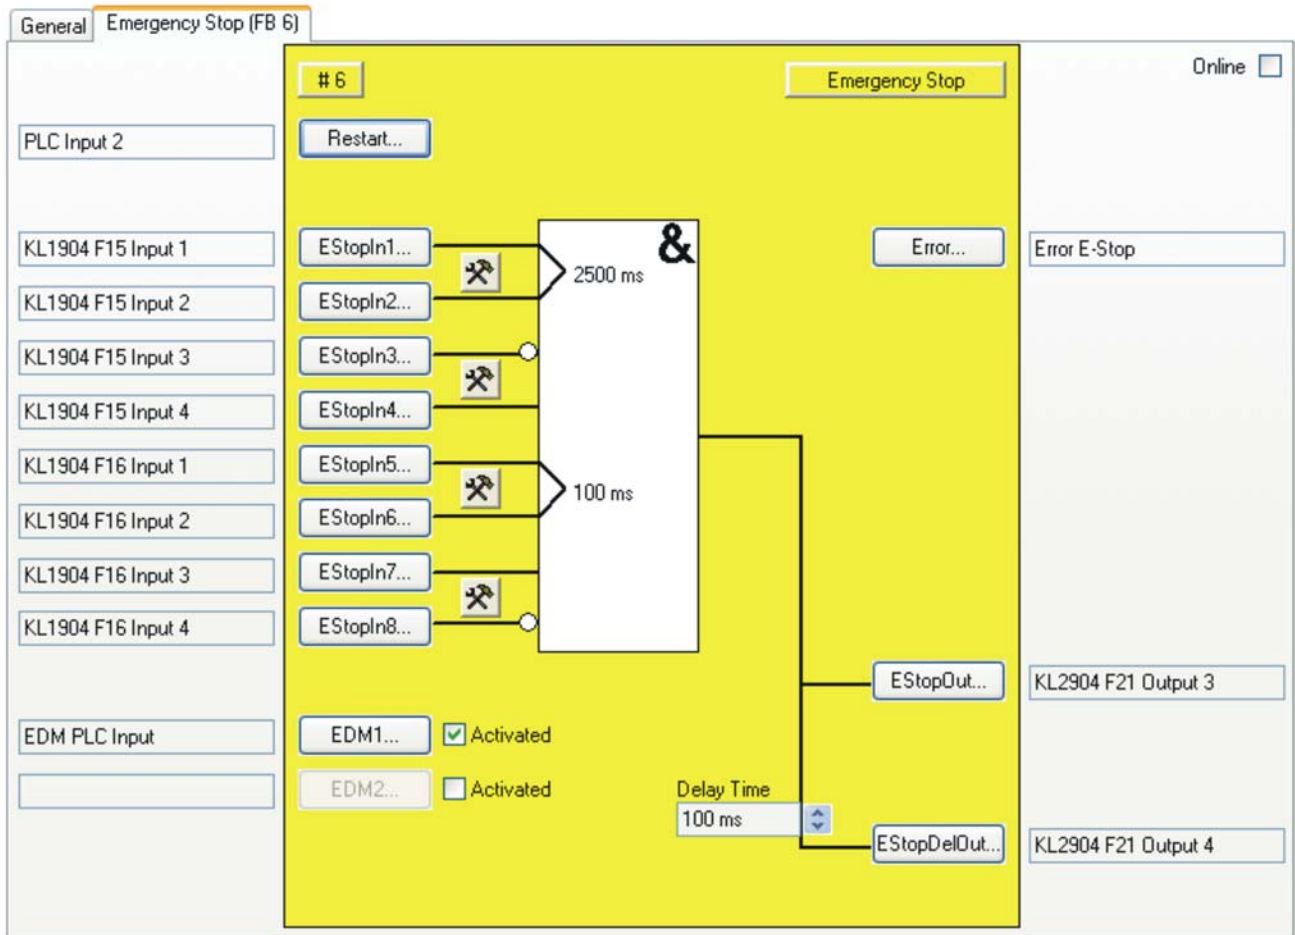 General
Emergency Stop (FB 6)
Online
# 6
Emergency Stop
PLC Input 2
Restart...
&
KL1904 F15 Input 1
EStopIn1...
Error...
Error E-Stop
2500 ms
KL1904 F15 Input 2
EStopIn2...
KL1904 F15 Input 3
EStopIn3...
KL1904 F15 Input 4
EStopIn4...
KL1904 F16 Input 1
EStopIn5...
100 ms
KL1904 F16 Input 2
EStopIn6...
KL1904 F16 Input 3
EStopIn7...
KL1904 F16 Input 4
EStopIn8...
EStopOut...
KL2904 F21 Output 3
EDM PLC Input
EDM1...
Activated
EDM2...
Activated
Delay Time
100 ms
EStopDelOut...
KL2904 F21 Output 4